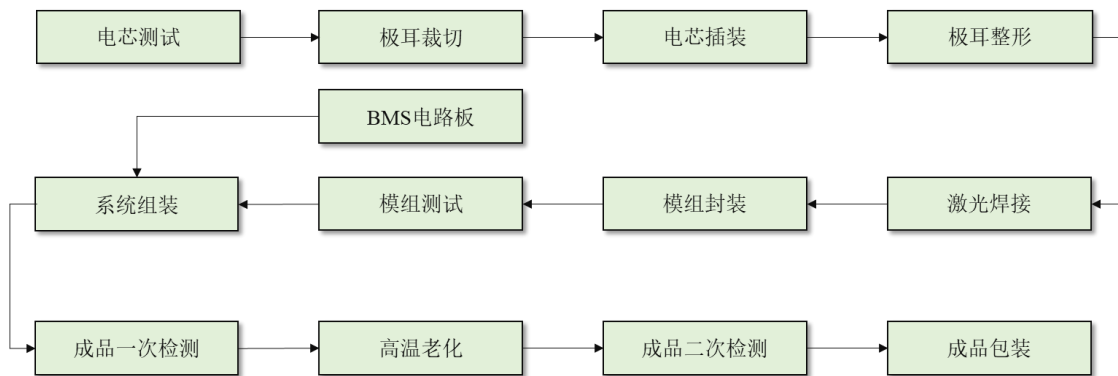 电芯测试
极耳裁切
电芯插装
极耳整形
BMS电路板
系统组装
模组测试
模组封装
激光焊接
成品一次检测
高温老化
成品二次检测
成品包装